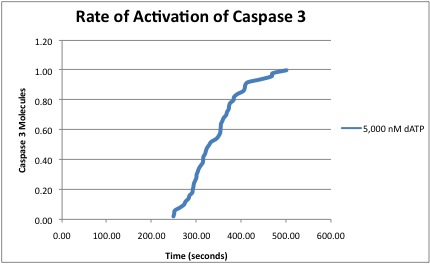 Rate of Activation of Caspase 3
1.20
1.00
0.80
0.60
0.40
0.20
0.00
Caspase 3 Molecules
5,000 nM dATP
0.00 100.00 200.00 300.00 400.00 500.00 600.00
Time (seconds)